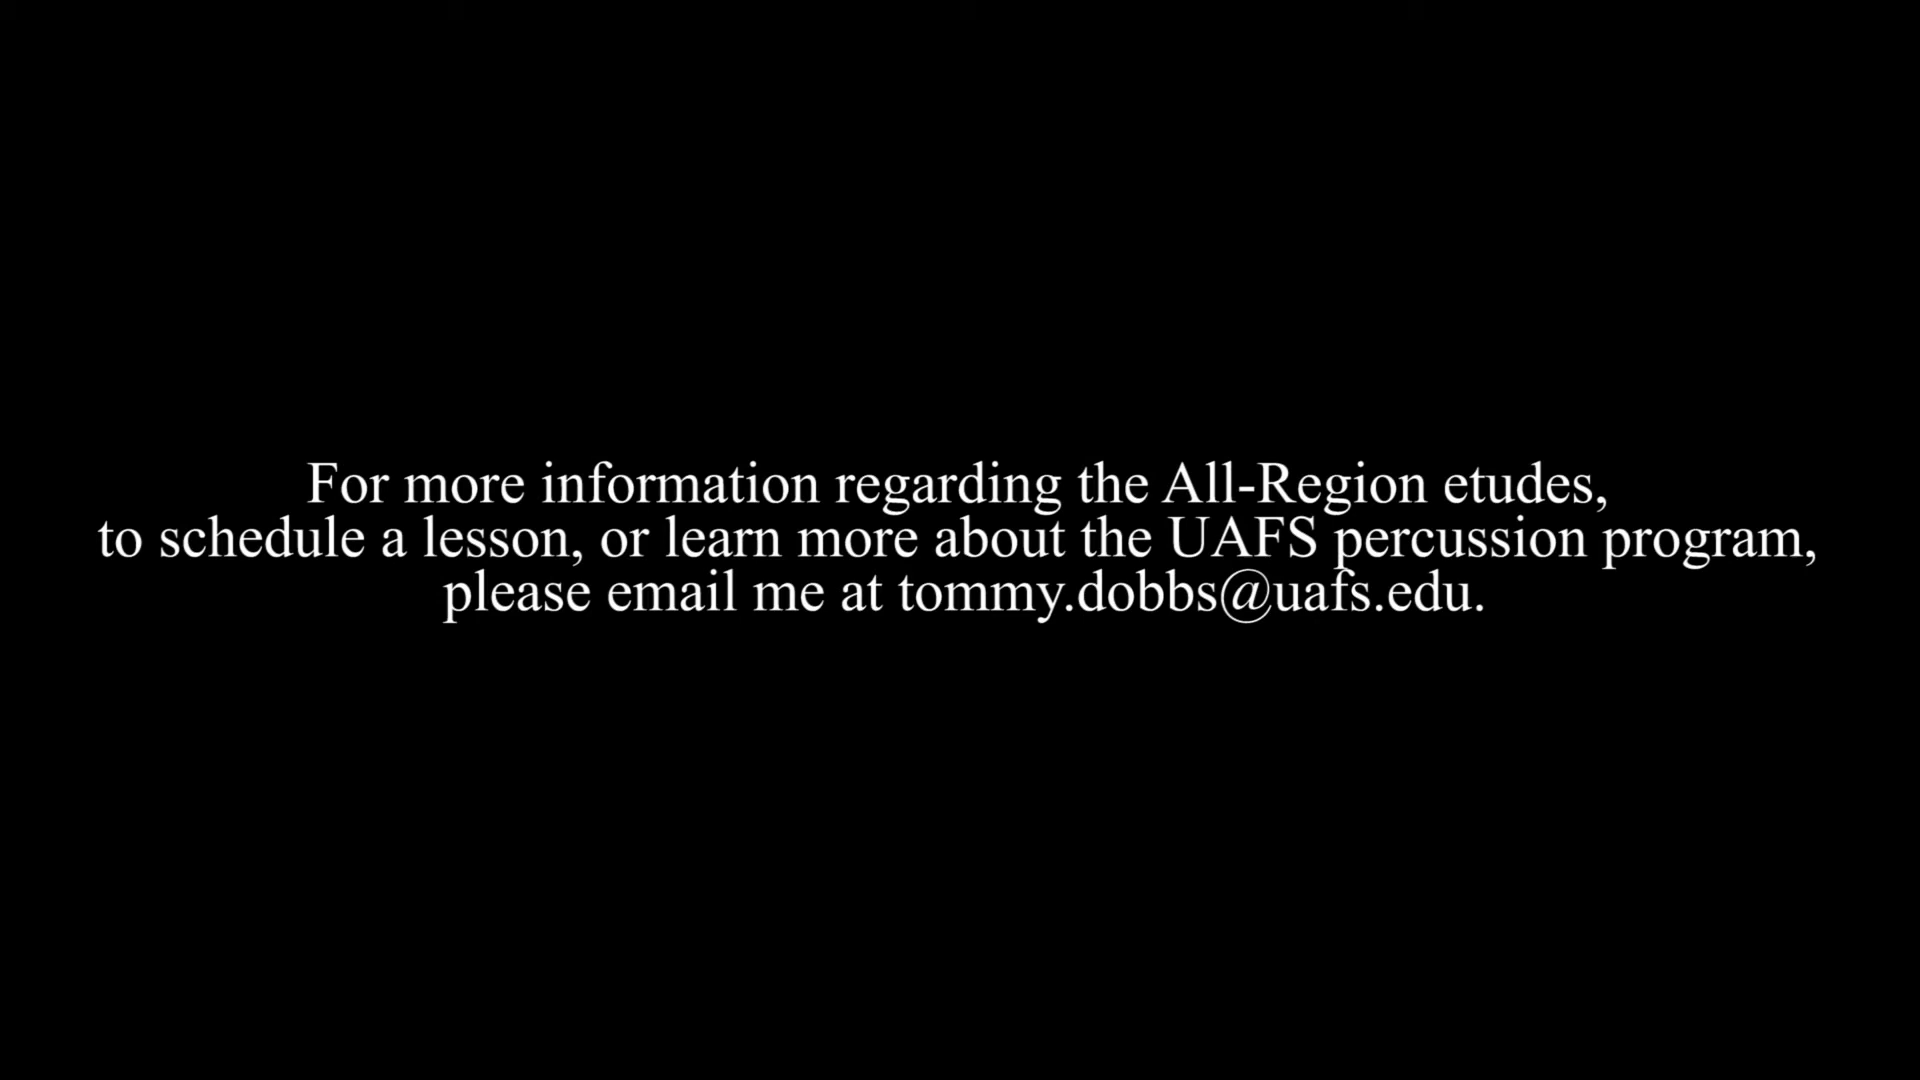 For more information regarding the All-Region etudes,
to schedule a lesson, or learn more about the UAFS percussion program,
please email me at tommy.dobbs@uafs.edu.